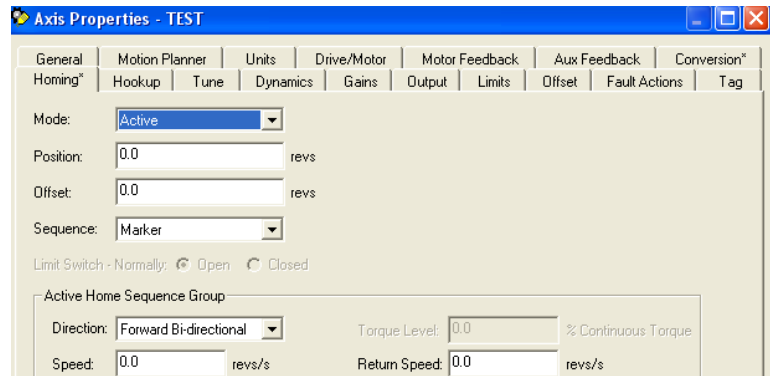 Axis Properties - TEST
General Motion Planner Units Drive/Motor Motor Feedback Aux Feedback Conversion*
Homing* Hookup Tune Dynamics Gains Output Limits Offset Fault Actions Tag
Mode: Active
Position: 0.0 revs
Offset: 0.0 revs
Sequence: Marker
Limit Switch - Normally: Open Closed
Active Home Sequence Group
Direction: Forward Bi-directional Torque Level: 0.0 % Continuous Torque
Speed: 0.0 revs/s Return Speed: 0.0 revs/s